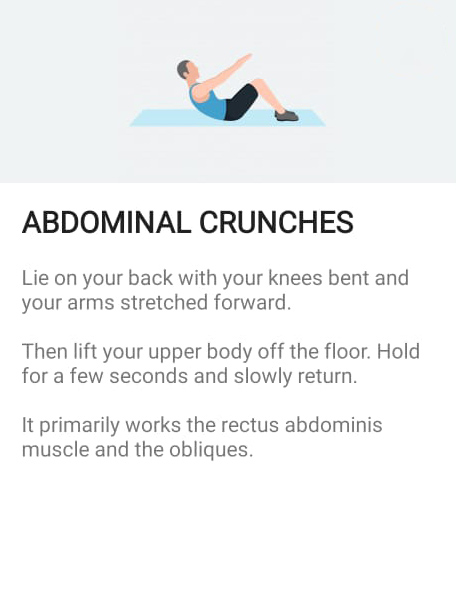 ABDOMINAL CRUNCHES
Lie on your back with your knees bent and
your arms stretched forward.
Then lift your upper body off the floor. Hold
for a few seconds and slowly return.
It primarily works the rectus abdominis
muscle and the obliques.